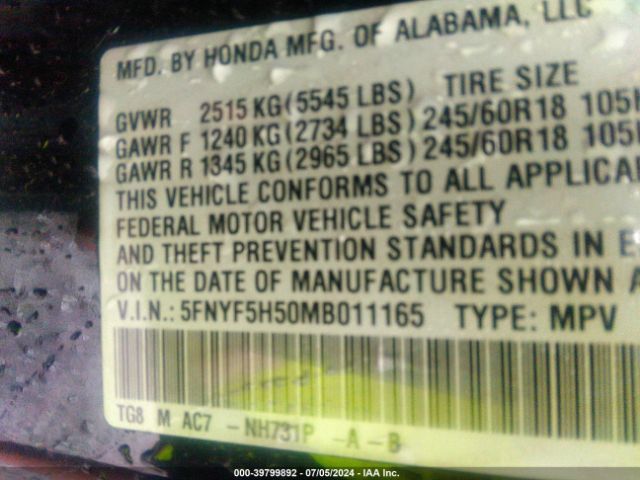 MFD. BY HONDA MFG. OF ALABAMA, LLC
GVWR 2515 KG (5545 LBS) TIRE SIZE
GAWR F 1240 KG (2734 LBS) 245/60R18 105H
GAWR R 1345 KG (2965 LBS) 245/60R18 105H
THIS VEHICLE CONFORMS TO ALL APPLICA
FEDERAL MOTOR VEHICLE SAFETY
AND THEFT PREVENTION STANDARDS IN E
ON THE DATE OF MANUFACTURE SHOWN A
V.I.N.: 5FNYF5H50MB011165 TYPE: MPV
TG8 M AC7 -NH731P -A-B
000-39799892 - 07/05/2024 - IAA Inc.